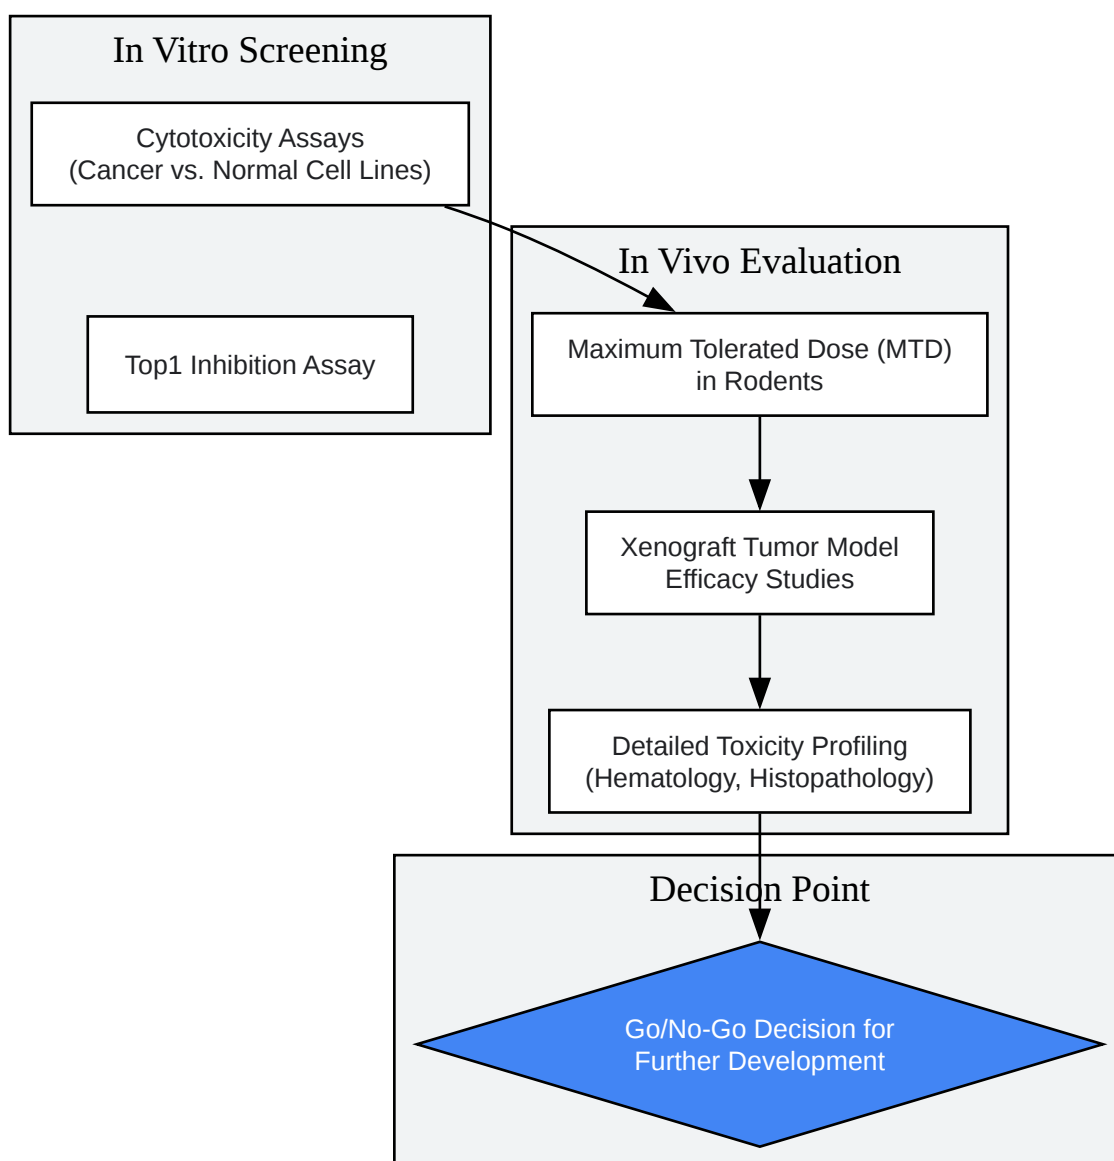 In Vitro Screening
Cytotoxicity Assays
(Cancer vs. Normal Cell Lines)
Top1 Inhibition Assay
In Vivo Evaluation
Maximum Tolerated Dose (MTD)
in Rodents
Xenograft Tumor Model
Efficacy Studies
Detailed Toxicity Profiling
(Hematology, Histopathology)
Decision Point
Go/No-Go Decision for
Further Development